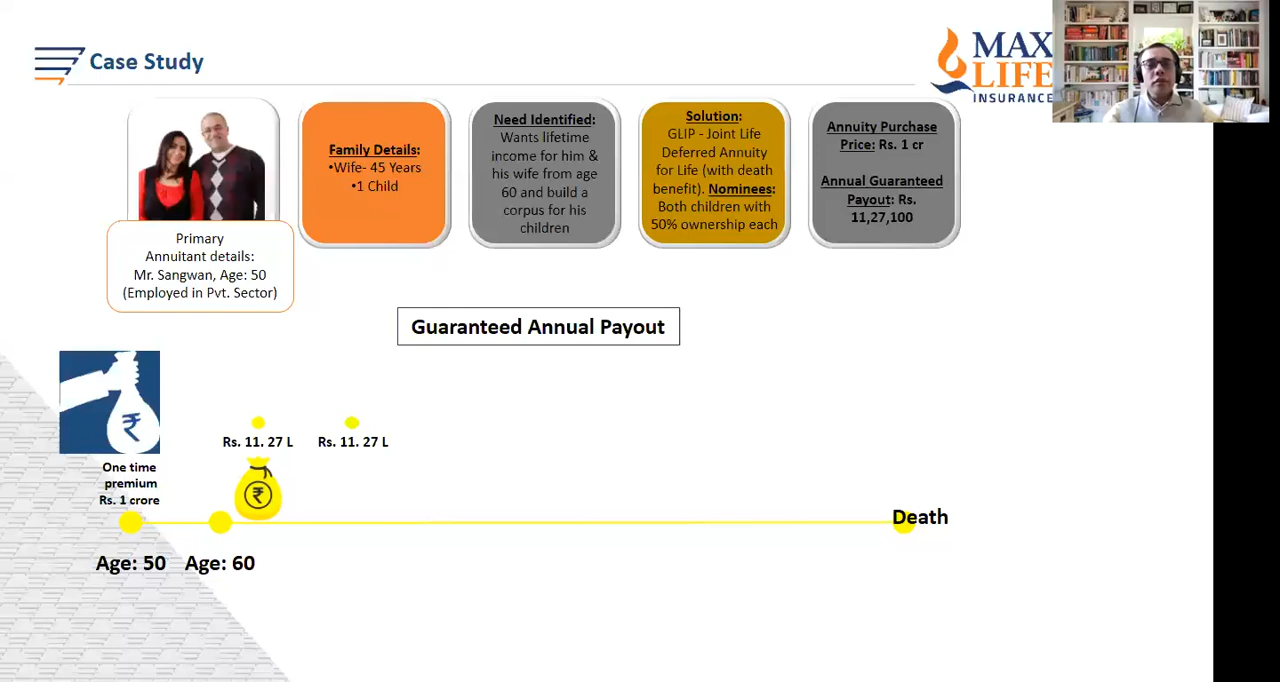 Case Study
MAX
LIFE
INSURANCE
Primary
Annuitant details:
Mr. Sangwan, Age: 50
(Employed in Pvt. Sector)
Family Details:
•Wife- 45 Years
•1 Child
Need Identified:
Wants lifetime
income for him &
his wife from age
60 and build a
corpus for his
children
Solution:
GLIP - Joint Life
Deferred Annuity
for Life (with death
benefit). Nominees:
Both children with
50% ownership each
Annuity Purchase
Price: Rs. 1 cr
Annual Guaranteed
Payout: Rs.
11,27,100
Guaranteed Annual Payout
₹
Rs. 11. 27 L
Rs. 11. 27 L
One time
premium
Rs. 1 crore
₹
Death
Age: 50
Age: 60